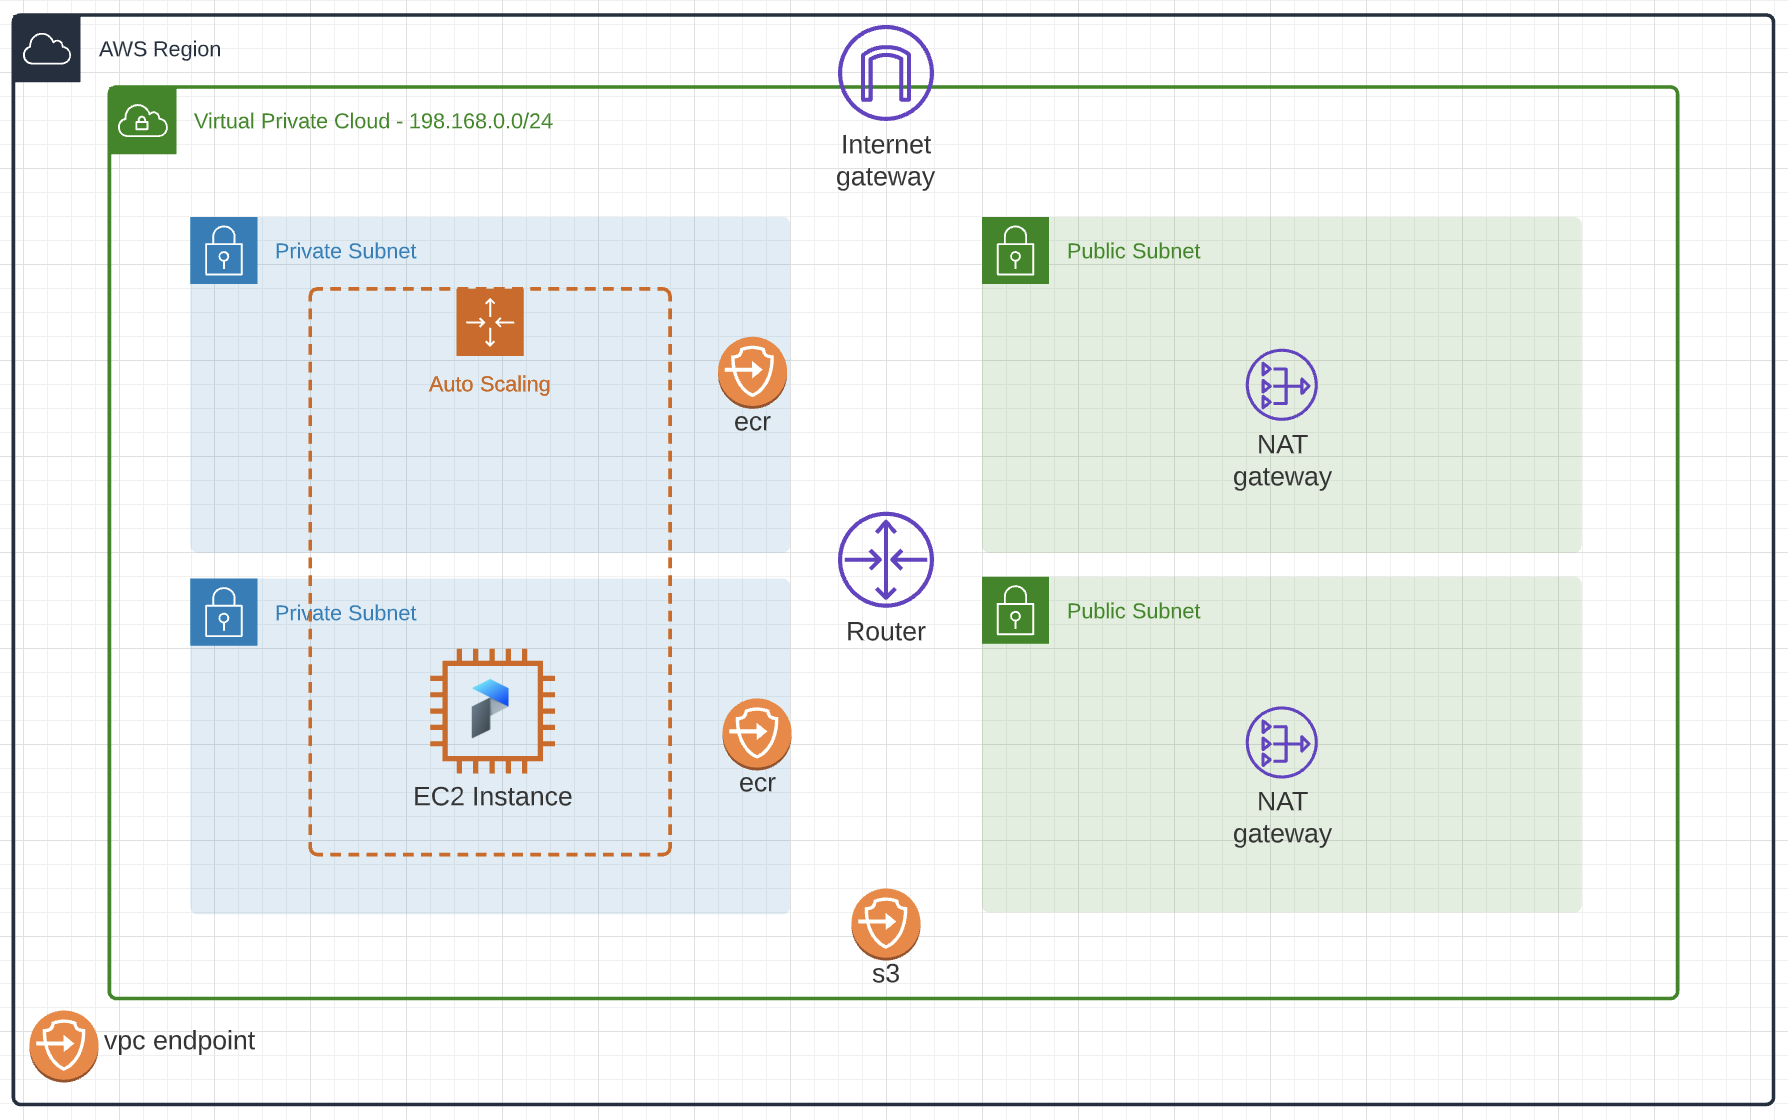 AWS Region
Virtual Private Cloud - 198.168.0.0/24
Internet
gateway
Private Subnet
Public Subnet
Auto Scaling
ecr
NAT
gateway
Router
Private Subnet
Public Subnet
EC2 Instance
ecr
NAT
gateway
s3
vpc endpoint